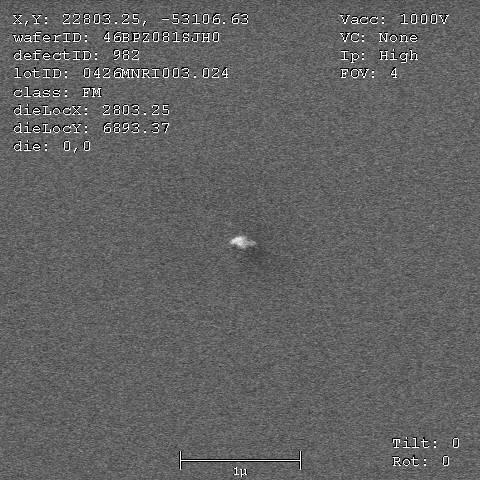 X,Y: 22803.25, -53106.63
waferID: 46BPZ081SJH0
defectID: 982
lotID: 0426MNRI003.024
class: FM
dieLocX: 2803.25
dieLocY: 6893.37
die: 0,0
Vacc: 1000V
VC: None
Ip: High
FOV: 4
Tilt: 0
Rot: 0
1µ